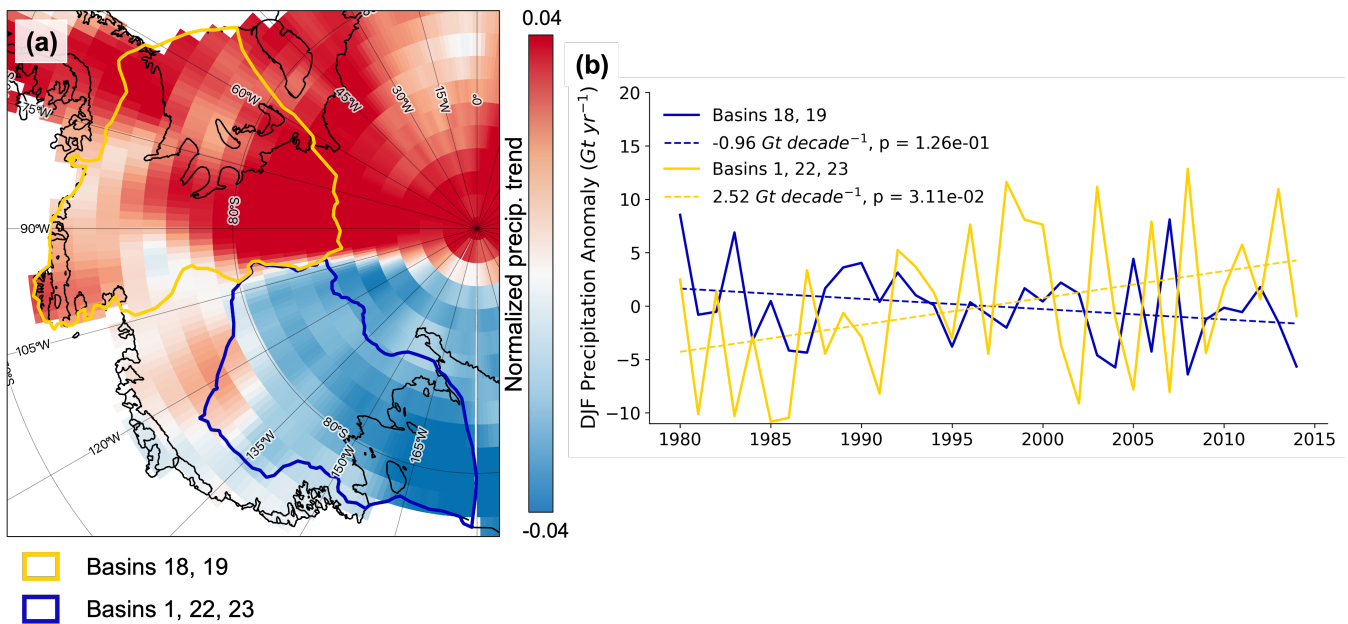 (a)
0.04
Normalized precip. trend
-0.04
75°W
60°W
45°W
30°W
15°W
0°
90°W
80°S
105°W
120°W
135°W
80°S
150°W
165°W
Basins 18, 19
Basins 1, 22, 23
(b)
DJF Precipitation Anomaly (Gt yr⁻¹)
20
15
10
5
0
−5
−10
Basins 18, 19
-0.96 Gt decade⁻¹, p = 1.26e-01
Basins 1, 22, 23
2.52 Gt decade⁻¹, p = 3.11e-02
1980
1985
1990
1995
2000
2005
2010
2015